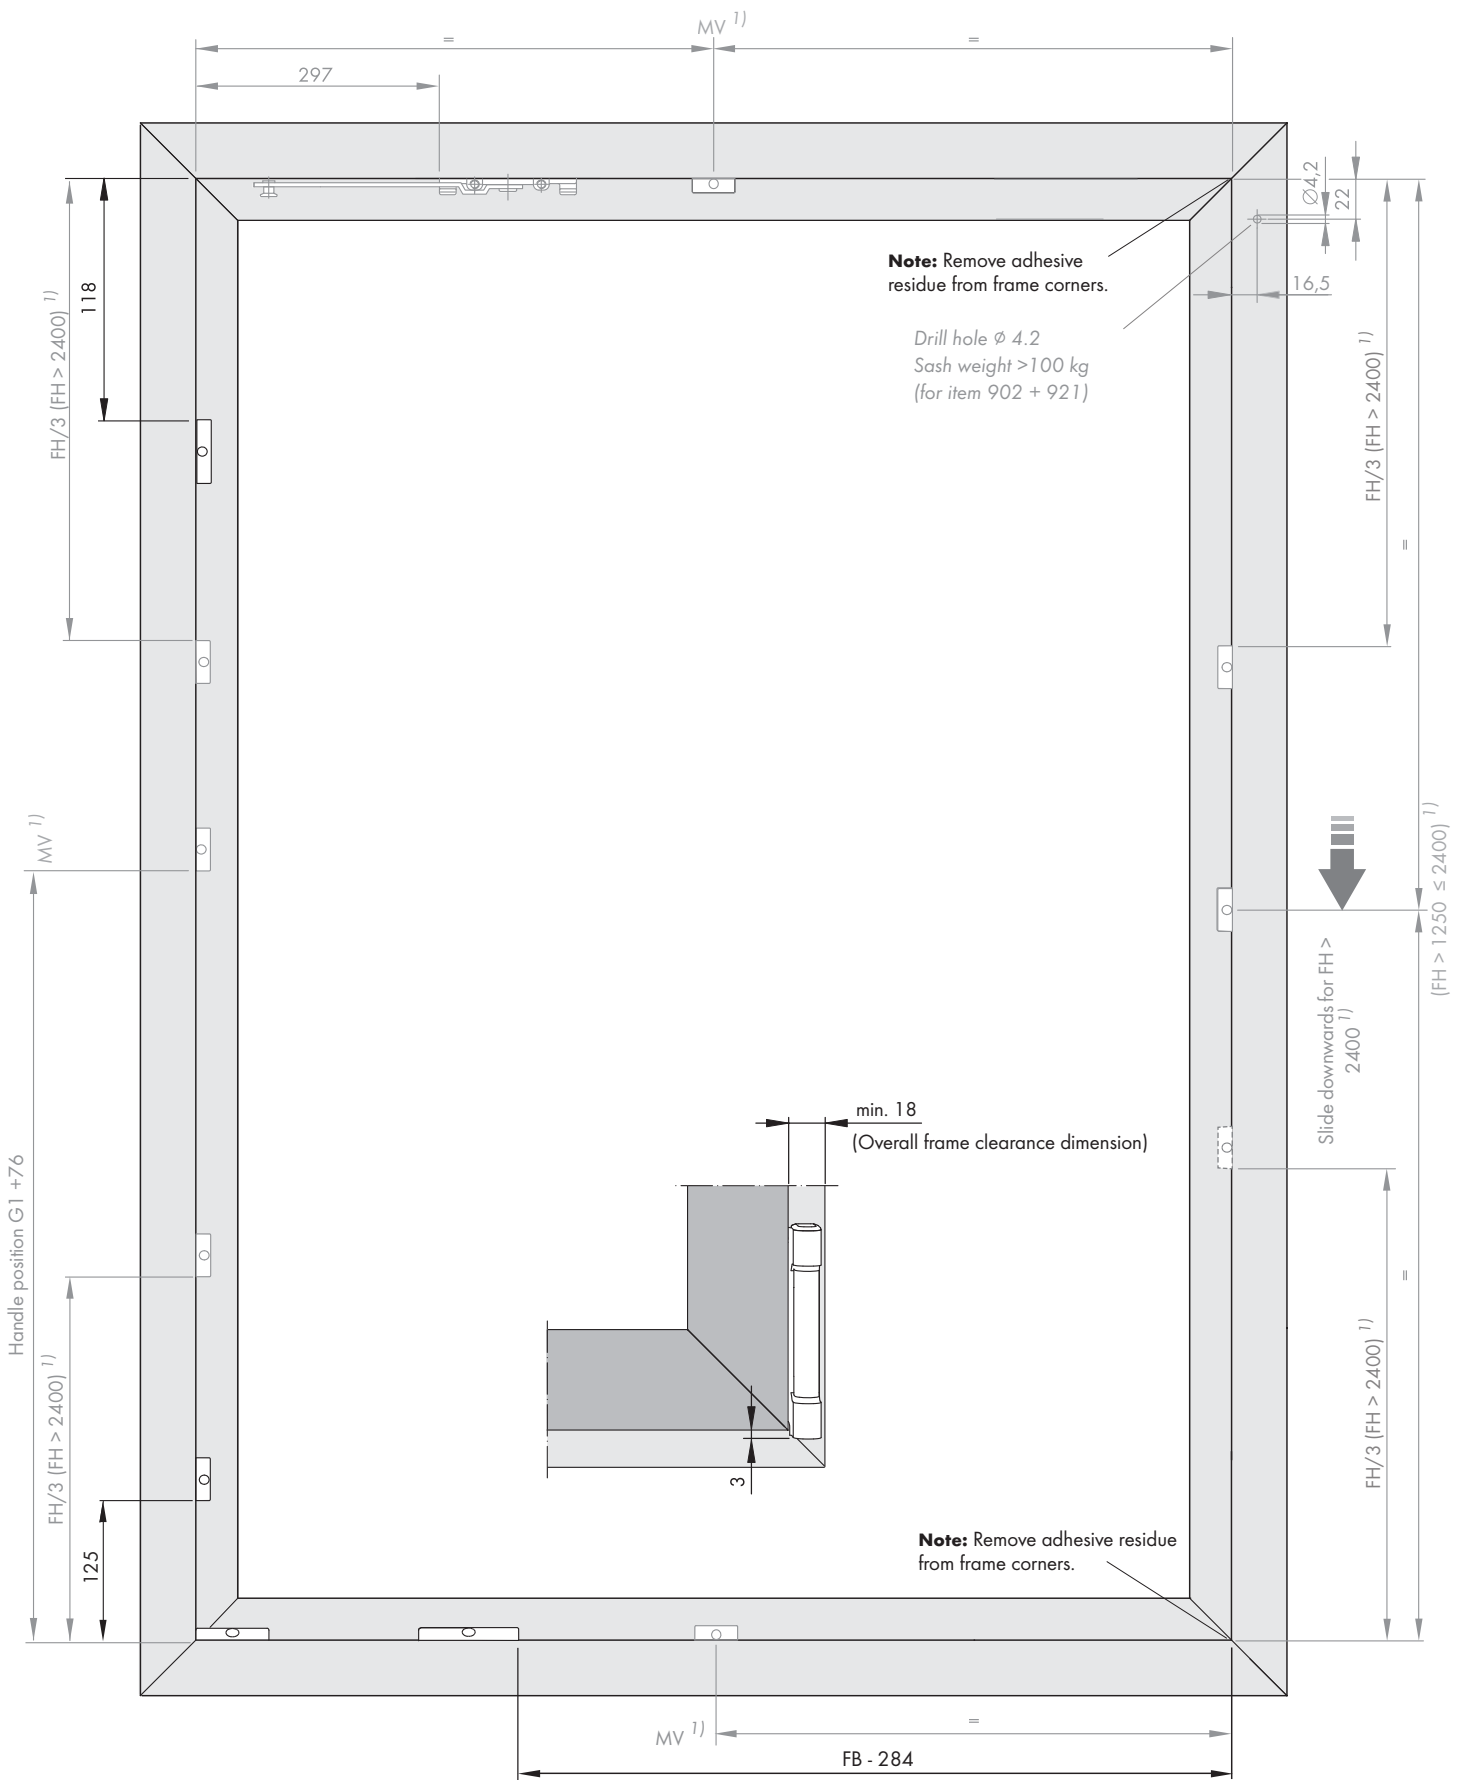 MV 1)
=
=
297
Ø4,2
22
16,5
Note: Remove adhesive
residue from frame corners.
Drill hole ø 4.2
Sash weight >100 kg
(for item 902 + 921)
118
FH/3 (FH > 2400) 1)
FH/3 (FH > 2400) 1)
=
MV 1)
(FH > 1250 ≤ 2400) 1)
Slide downwards for FH >
2400 1)
min. 18
(Overall frame clearance dimension)
Handle position G1 +76
FH/3 (FH > 2400) 1)
=
FH/3 (FH > 2400) 1)
3
125
Note: Remove adhesive residue
from frame corners.
MV 1)
=
FB - 284